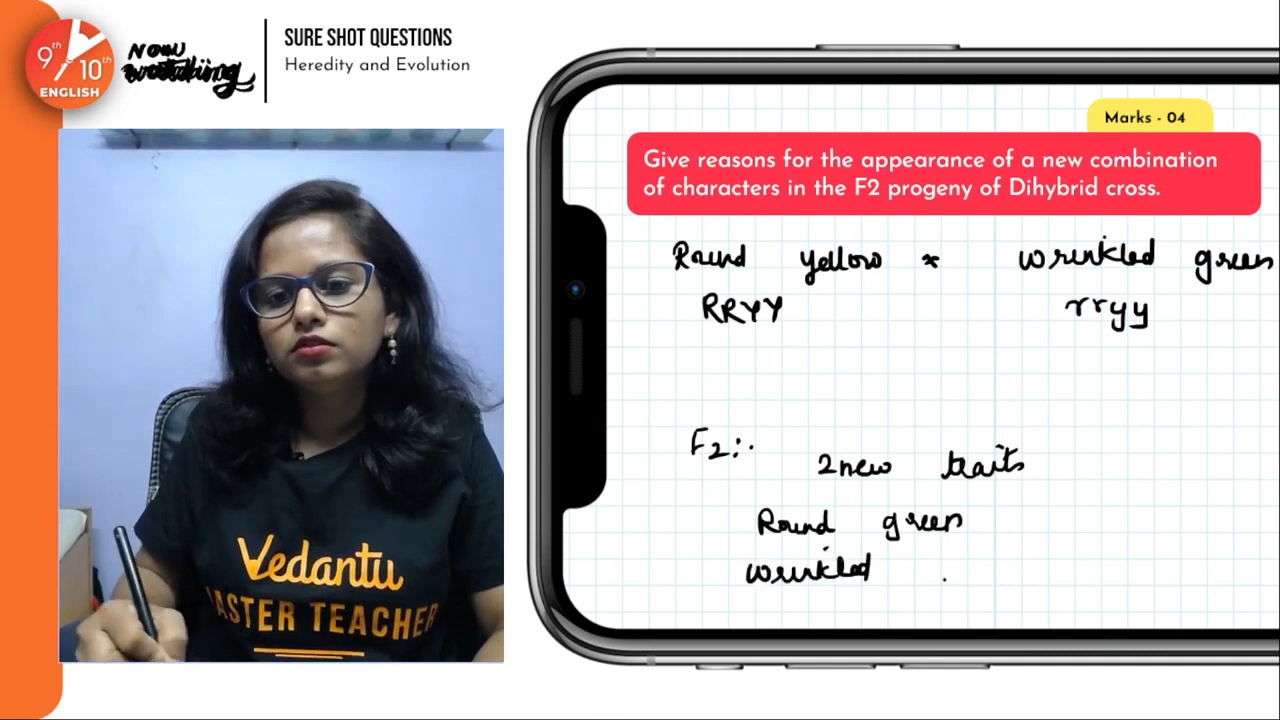 9th 10th
ENGLISH
Now
SURE SHOT QUESTIONS
Heredity and Evolution
Marks - 04
Give reasons for the appearance of a new combination
of characters in the F2 progeny of Dihybrid cross.
Round yellow × wrinkled green
RRYY rryy
F2:.
2 new traits
Round green
wrinkled .
Vedantu
MASTER TEACHER